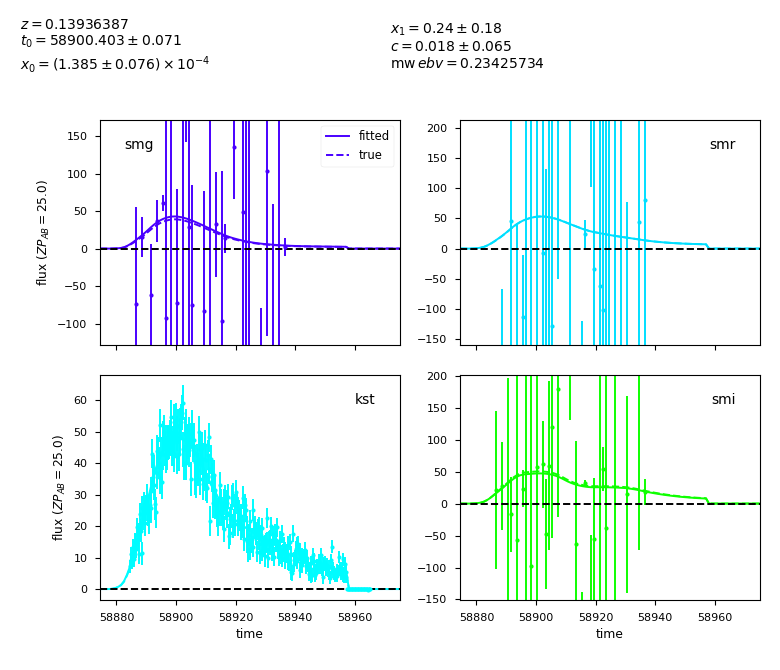 z = 0.13936387
t₀ = 58900.403 ± 0.071
x₀ = (1.385 ± 0.076) × 10⁻⁴
x₁ = 0.24 ± 0.18
c = 0.018 ± 0.065
mw ebv = 0.23425734
smg
fitted
true
150
100
50
0
−50
−100
flux (ZP_AB = 25.0)
smr
200
150
100
50
0
−50
−100
−150
kst
60
50
40
30
20
10
0
flux (ZP_AB = 25.0)
58880 58900 58920 58940 58960
time
smi
200
150
100
50
0
−50
−100
−150
58880 58900 58920 58940 58960
time